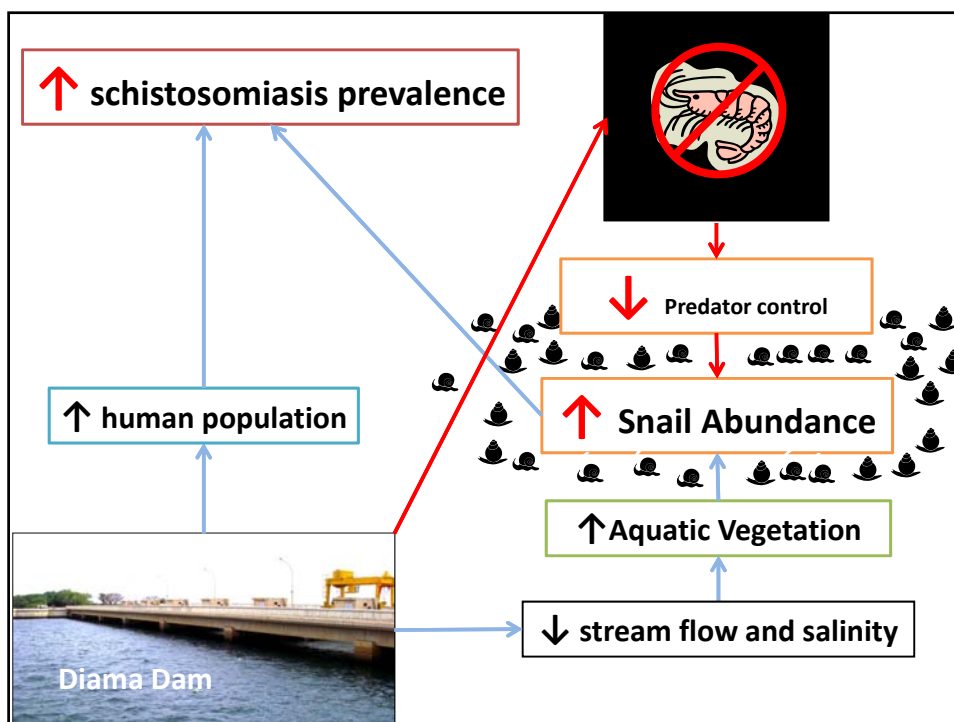 ↑ schistosomiasis prevalence
↓ Predator control
↑ human population
↑ Snail Abundance
↑Aquatic Vegetation
↓ stream flow and salinity
Diama Dam